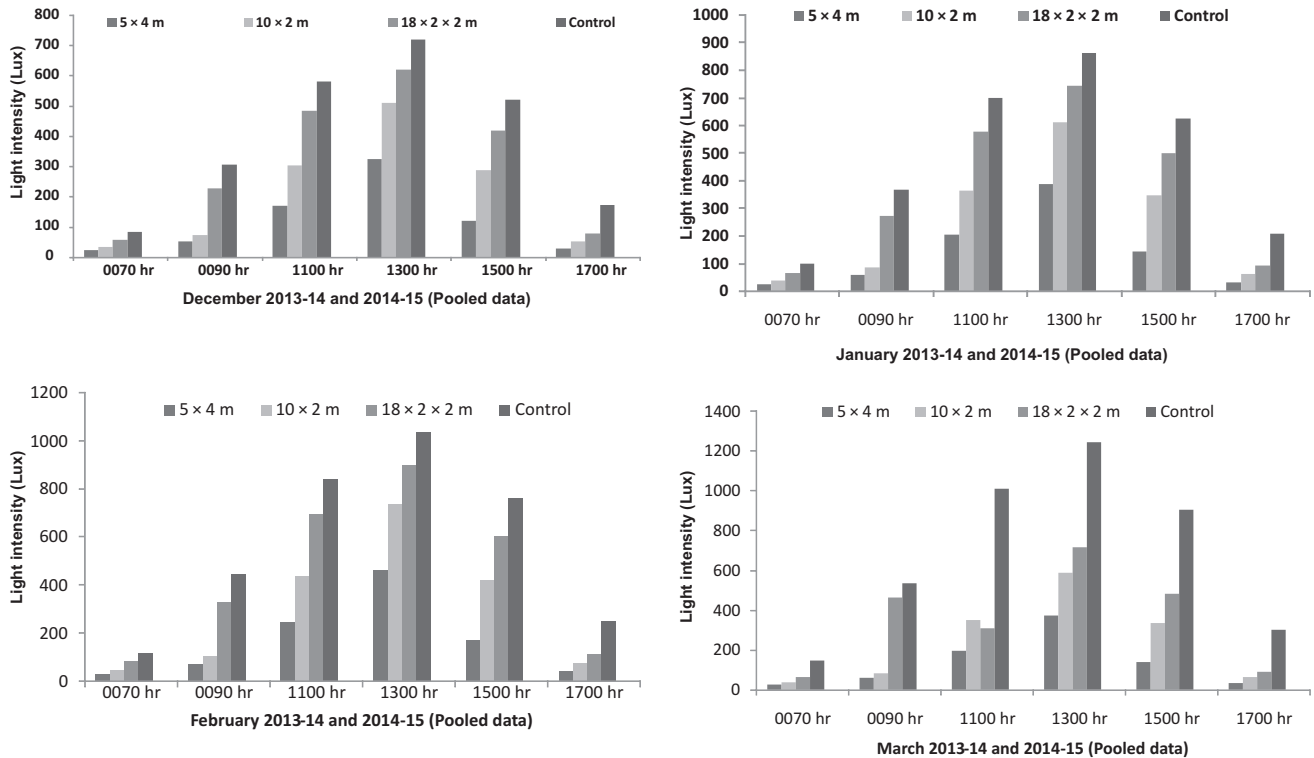 5 × 4 m 10 × 2 m 18 × 2 × 2 m Control
Light intensity (Lux)
800
700
600
500
400
300
200
100
0
0070 hr 0090 hr 1100 hr 1300 hr 1500 hr 1700 hr
December 2013-14 and 2014-15 (Pooled data)
5 × 4 m 10 × 2 m 18 × 2 × 2 m Control
Light intensity (Lux)
1000
900
800
700
600
500
400
300
200
100
0
0070 hr 0090 hr 1100 hr 1300 hr 1500 hr 1700 hr
January 2013-14 and 2014-15 (Pooled data)
5 × 4 m 10 × 2 m 18 × 2 × 2 m Control
Light intensity (Lux)
1200
1000
800
600
400
200
0
0070 hr 0090 hr 1100 hr 1300 hr 1500 hr 1700 hr
February 2013-14 and 2014-15 (Pooled data)
5 × 4 m 10 × 2 m 18 × 2 × 2 m Control
Light intensity (Lux)
1400
1200
1000
800
600
400
200
0
0070 hr 0090 hr 1100 hr 1300 hr 1500 hr 1700 hr
March 2013-14 and 2014-15 (Pooled data)